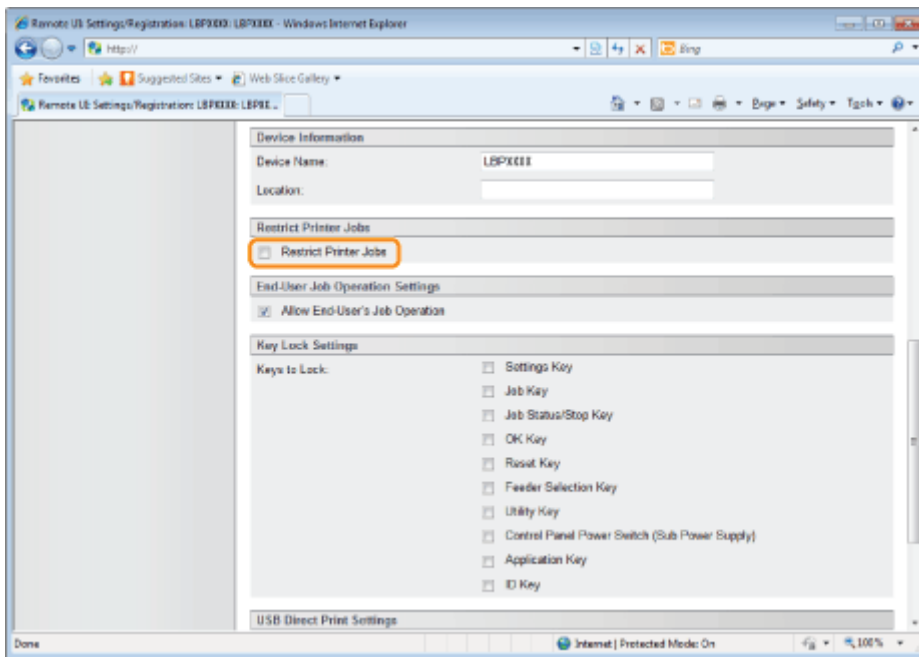 Remote UI: Settings/Registration: LBPXXXX: LBPXXXX - Windows Internet Explorer
http://
Bing
Favorites Suggested Sites Web Slice Gallery
Remote UI: Settings/Registration: LBPXXXX: LBPXX...
Page Safety Tools
Device Information
Device Name: LBPXXXX
Location:
Restrict Printer Jobs
Restrict Printer Jobs
End-User Job Operation Settings
Allow End-User's Job Operation
Key Lock Settings
Keys to Lock: Settings Key
Job Key
Job Status/Stop Key
OK Key
Reset Key
Feeder Selection Key
Utility Key
Control Panel Power Switch (Sub Power Supply)
Application Key
ID Key
USB Direct Print Settings
Done Internet | Protected Mode: On 100%